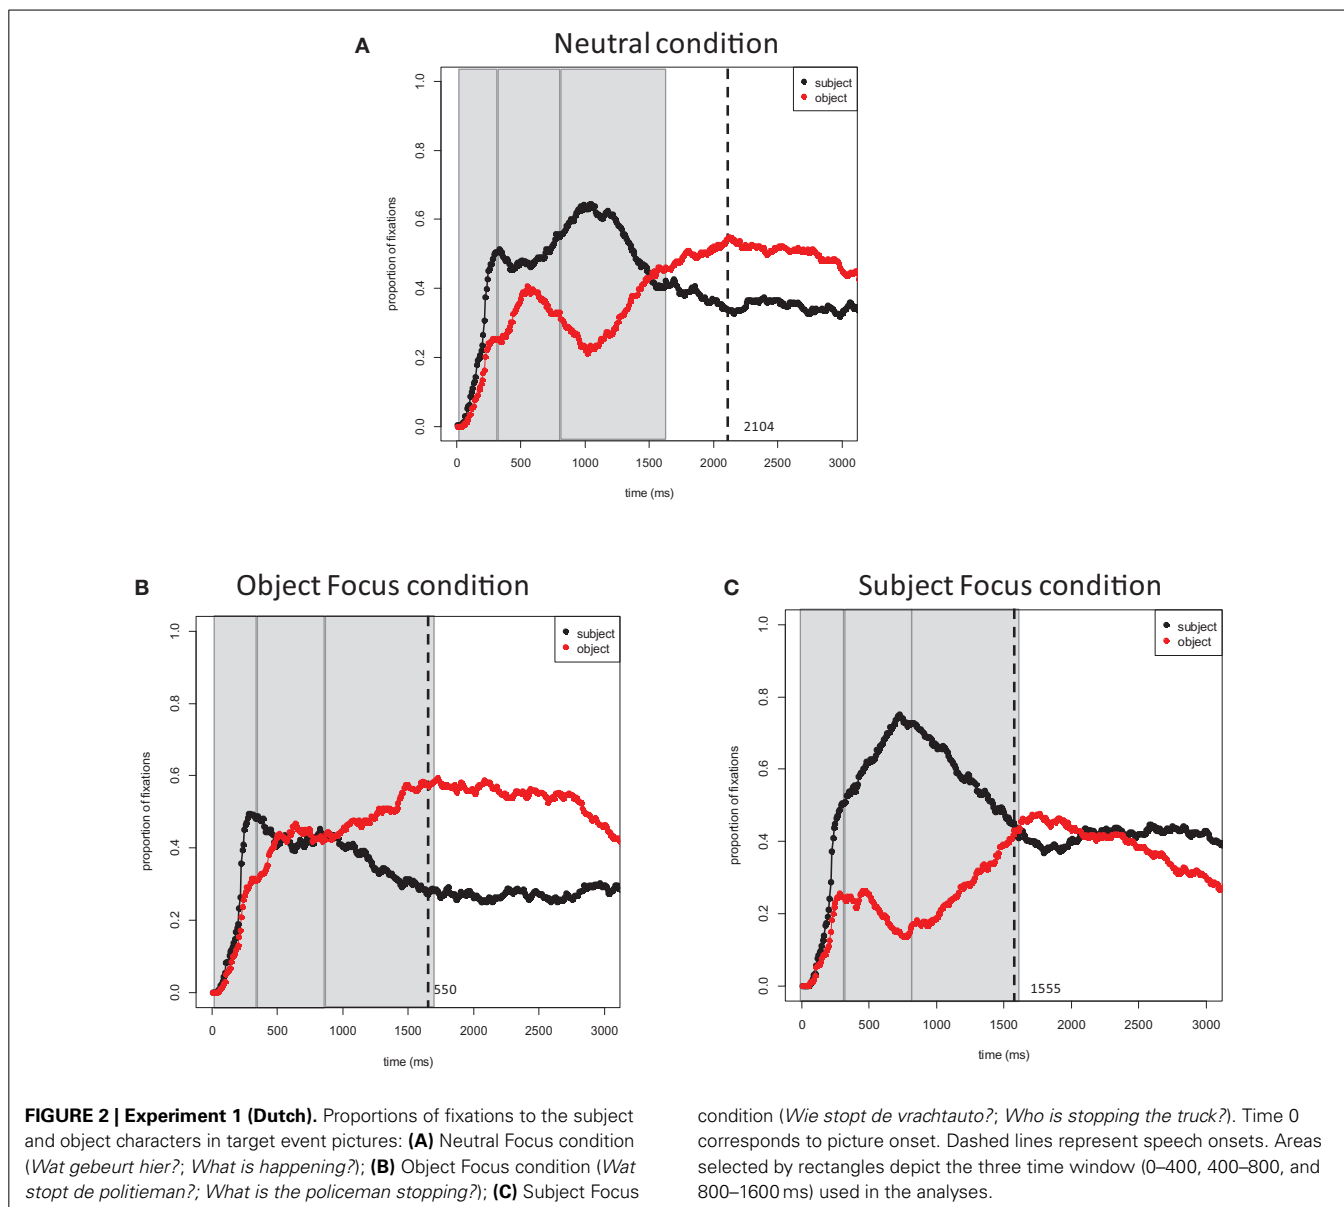 A
Neutral condition
subject
object
1.0
0.8
0.6
0.4
0.2
0.0
proportion of fixations
2104
0 500 1000 1500 2000 2500 3000
time (ms)
B
Object Focus condition
subject
object
1.0
0.8
0.6
0.4
0.2
0.0
proportion of fixations
550
0 500 1000 1500 2000 2500 3000
time (ms)
C
Subject Focus condition
subject
object
1.0
0.8
0.6
0.4
0.2
0.0
proportion of fixations
1555
0 500 1000 1500 2000 2500 3000
time (ms)
FIGURE 2 | Experiment 1 (Dutch). Proportions of fixations to the subject
and object characters in target event pictures: (A) Neutral Focus condition
(Wat gebeurt hier?; What is happening?); (B) Object Focus condition (Wat
stopt de politieman?; What is the policeman stopping?); (C) Subject Focus
condition (Wie stopt de vrachtauto?; Who is stopping the truck?). Time 0
corresponds to picture onset. Dashed lines represent speech onsets. Areas
selected by rectangles depict the three time window (0–400, 400–800, and
800–1600 ms) used in the analyses.